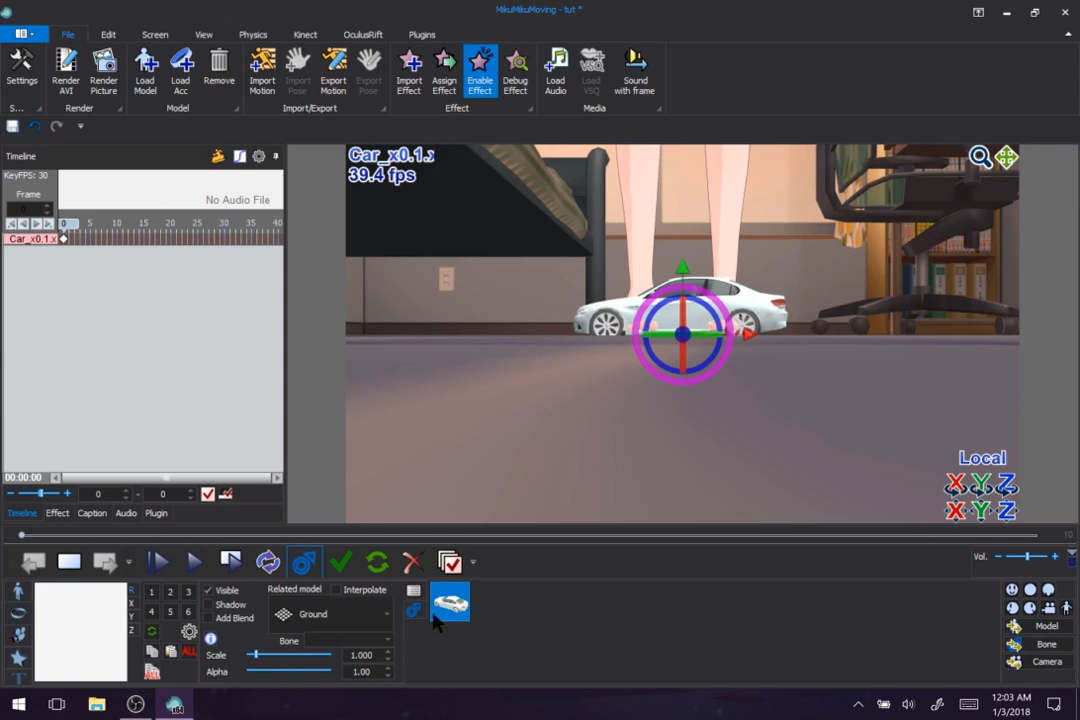 MikuMikuMoving - tut *
File Edit Screen View Physics Kinect OculusRift Plugins
Settings
Render AVI
Render Picture
Load Model
Load Acc
Remove
Import Motion
Import Pose
Export Motion
Export Pose
Import Effect
Assign Effect
Enable Effect
Debug Effect
Load Audio
Load VSQ
Sound with frame
S... Render Model Import/Export Effect Media
Timeline
KeyFPS: 30
Frame
0
No Audio File
0 5 10 15 20 25 30 35 40
Car_x0.1.x
Car_x0.1.x
39.4 fps
Local
X Y Z
X Y Z
00:00:00
0 - 0
Timeline Effect Caption Audio Plugin
10
Vol.
R
X
Y
Z
1 2 3
4 5 6
ALL
ALL
Visible
Shadow
Add Blend
Related model Interpolate
Ground
Bone
Scale 1.000
Alpha 1.00
Model
Bone
Camera
T
x64
12:03 AM
1/3/2018